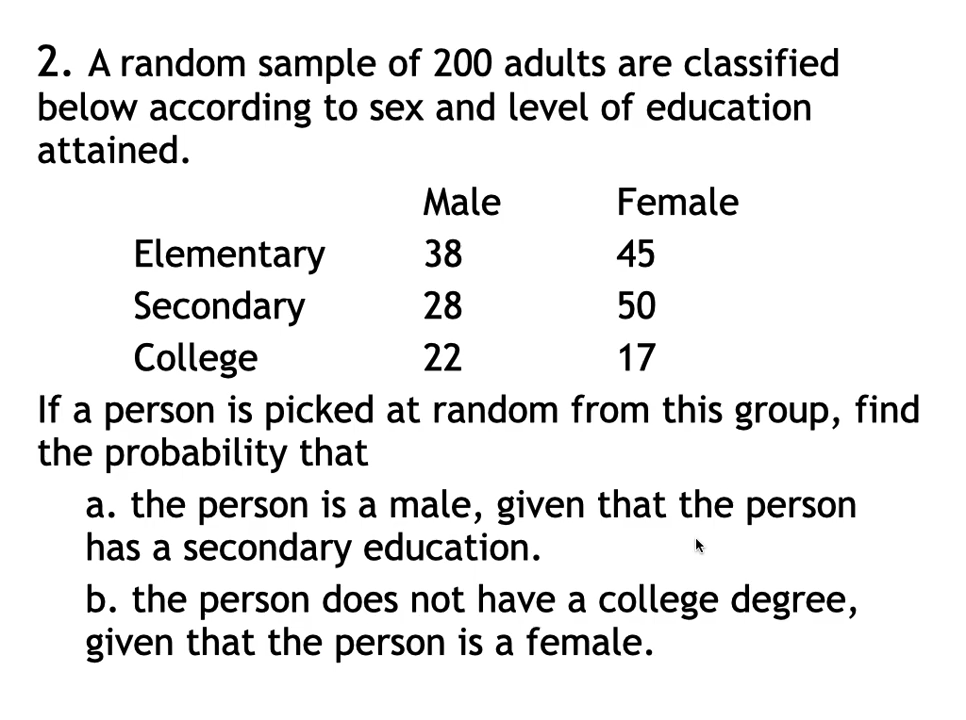 2. A random sample of 200 adults are classified
below according to sex and level of education
attained.
Male Female
Elementary 38 45
Secondary 28 50
College 22 17
If a person is picked at random from this group, find
the probability that
a. the person is a male, given that the person
has a secondary education.
b. the person does not have a college degree,
given that the person is a female.